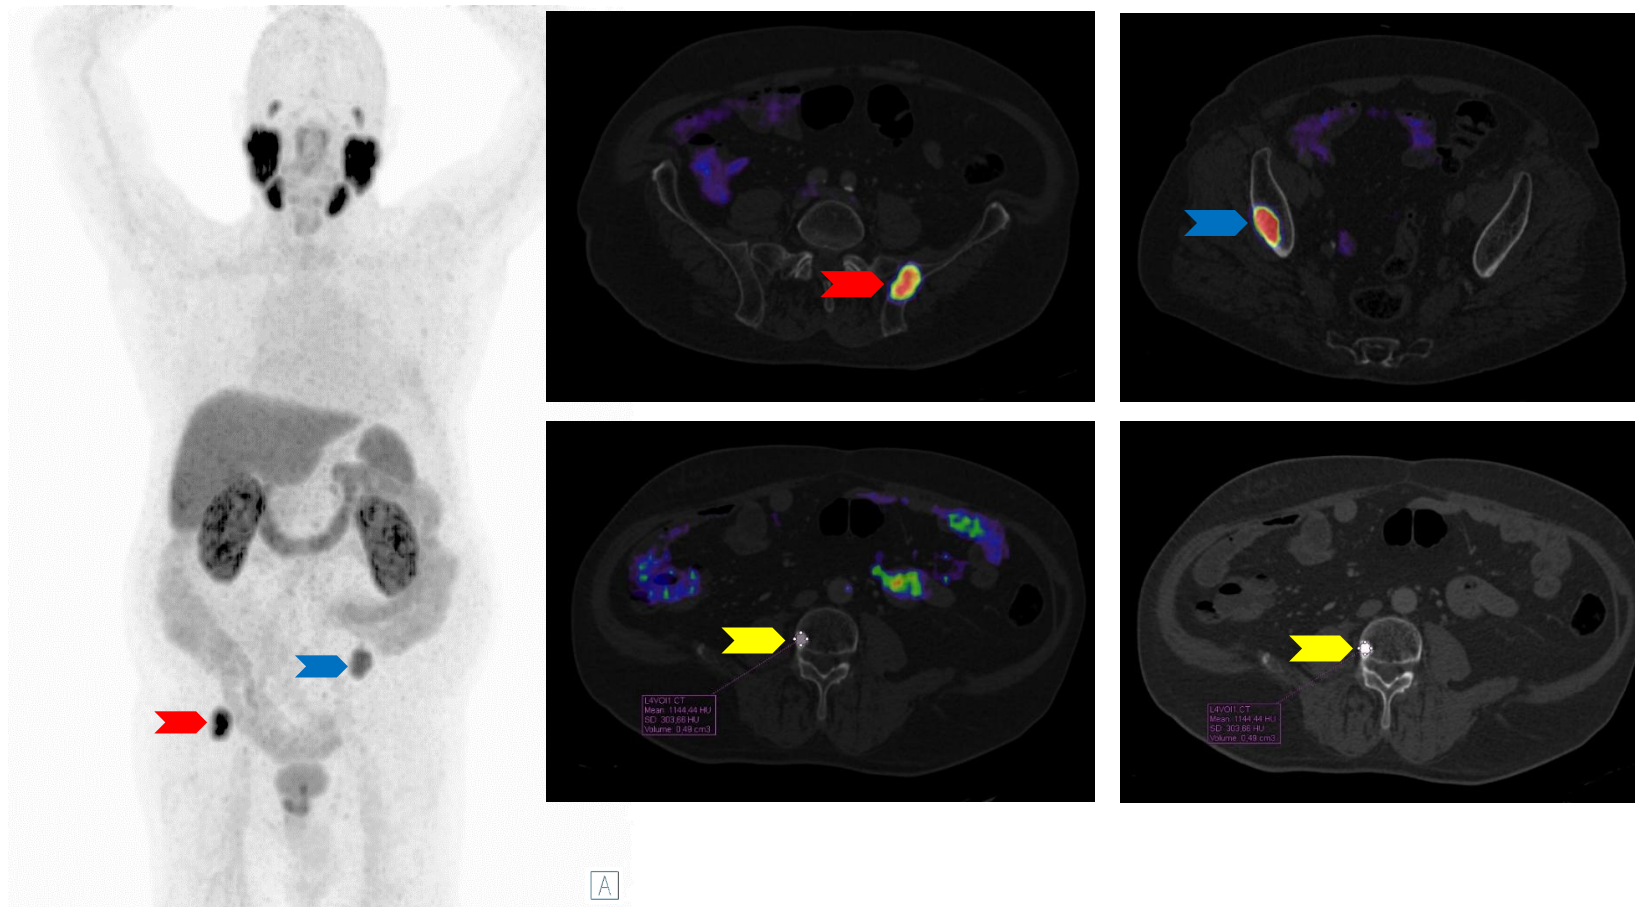 L4VOI1 CT
Mean: 1144,44 HU
SD: 303,66 HU
Volume: 0,49 cm3
L4VOI1 CT
Mean: 1144,44 HU
SD: 303,66 HU
Volume: 0,49 cm3
A